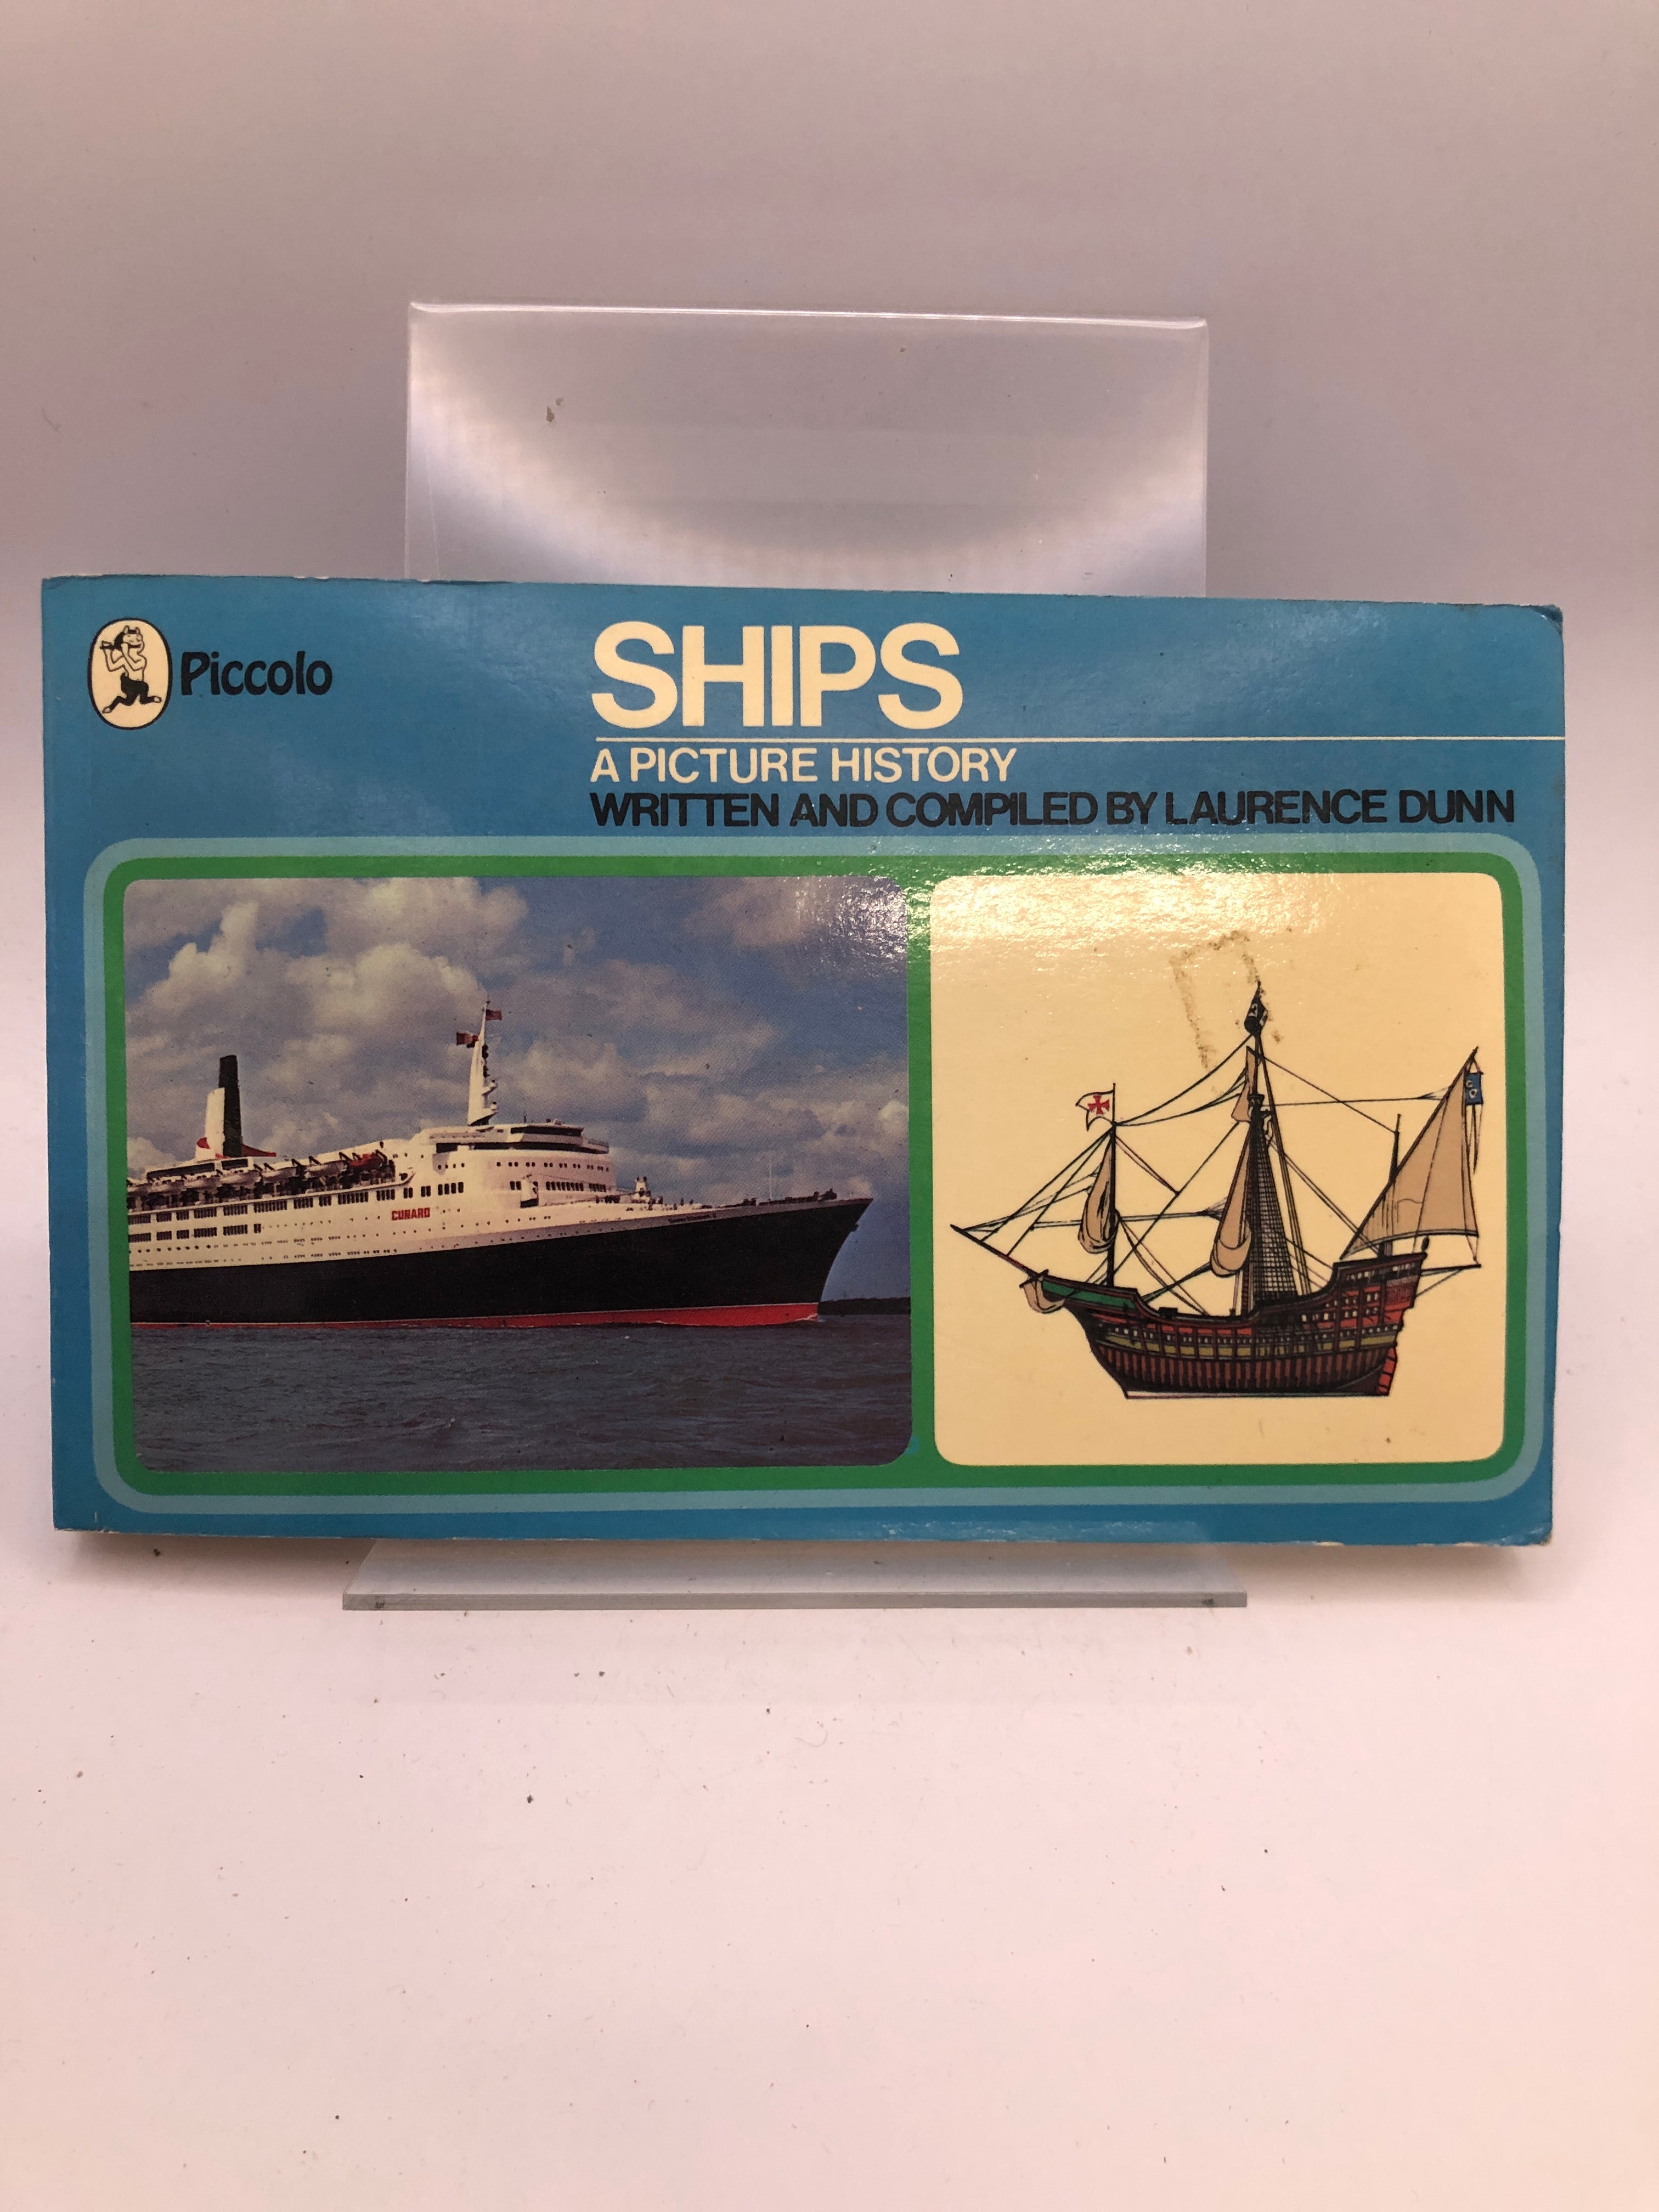 Piccolo
SHIPS
A PICTURE HISTORY
WRITTEN AND COMPILED BY LAURENCE DUNN
CUNARD